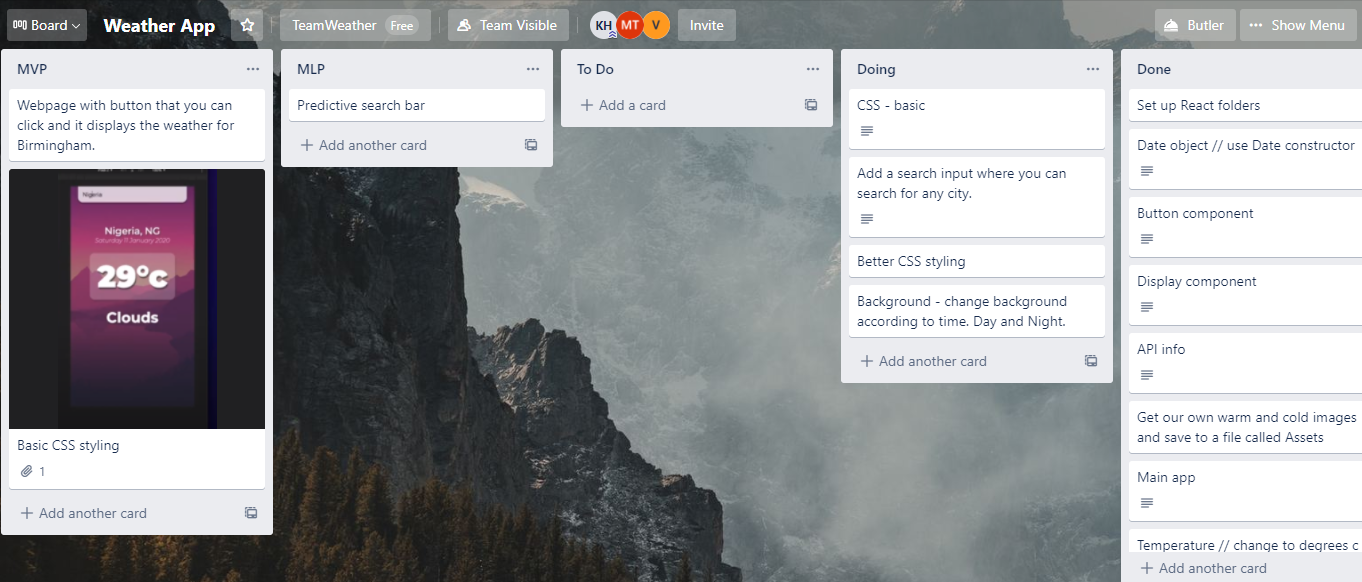 Board
Weather App
TeamWeather Free
Team Visible
KH
MT
V
Invite
Butler
Show Menu
MVP
Webpage with button that you can
click and it displays the weather for
Birmingham.
Nigeria
Nigeria, NG
Saturday 11 January 2020
29°c
Clouds
Basic CSS styling
1
Add another card
MLP
Predictive search bar
Add another card
To Do
Add a card
Doing
CSS - basic
Add a search input where you can
search for any city.
Better CSS styling
Background - change background
according to time. Day and Night.
Add another card
Done
Set up React folders
Date object // use Date constructor
Button component
Display component
API info
Get our own warm and cold images
and save to a file called Assets
Main app
Temperature // change to degrees c
Add another card